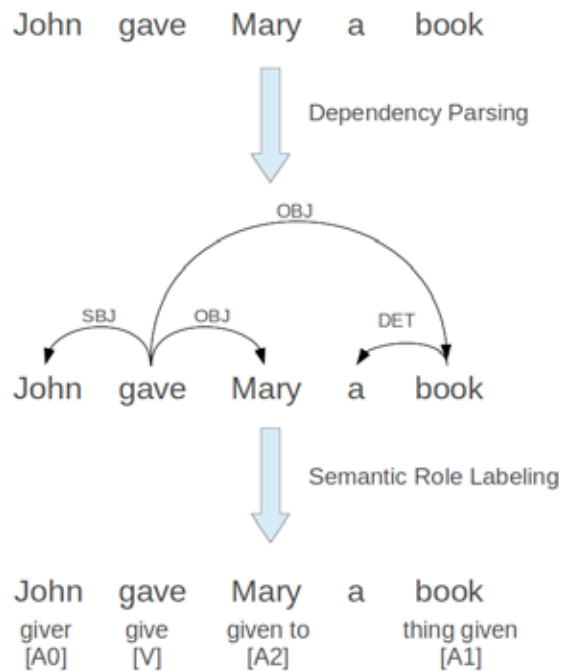 John gave Mary a book
Dependency Parsing
OBJ
SBJ OBJ DET
John gave Mary a book
Semantic Role Labeling
John gave Mary a book
giver give given to thing given
[A0] [V] [A2] [A1]